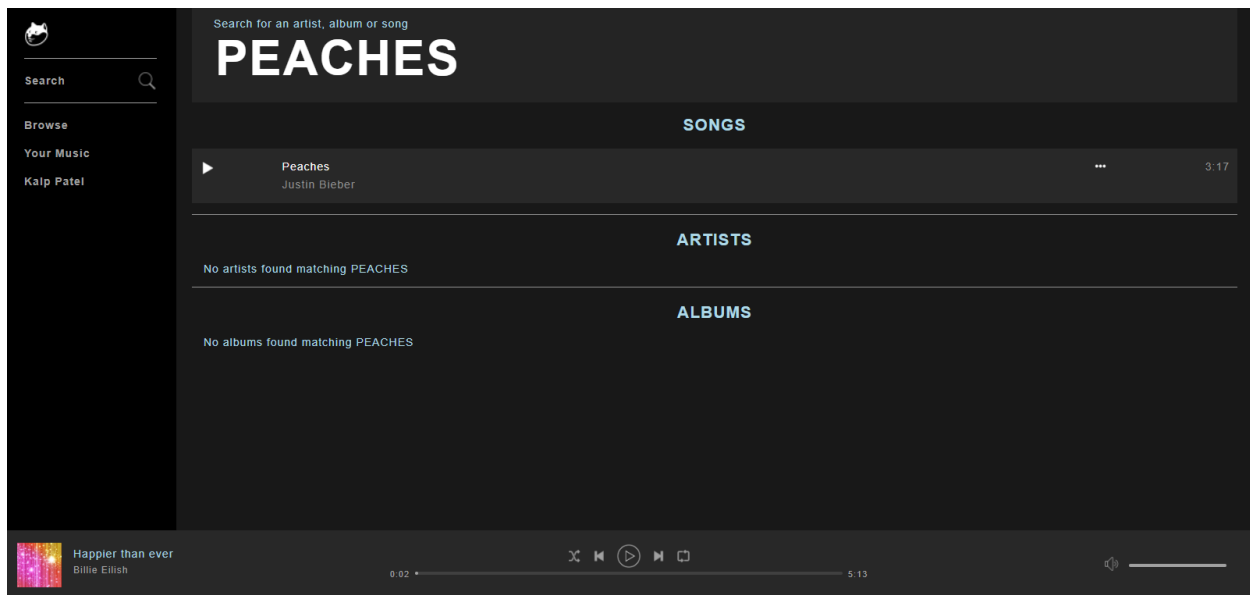 Search
Browse
Your Music
Kalp Patel
Search for an artist, album or song
PEACHES
SONGS
Peaches
Justin Bieber
••• 3:17
ARTISTS
No artists found matching PEACHES
ALBUMS
No albums found matching PEACHES
Happier than ever
Billie Eilish
0:02 5:13